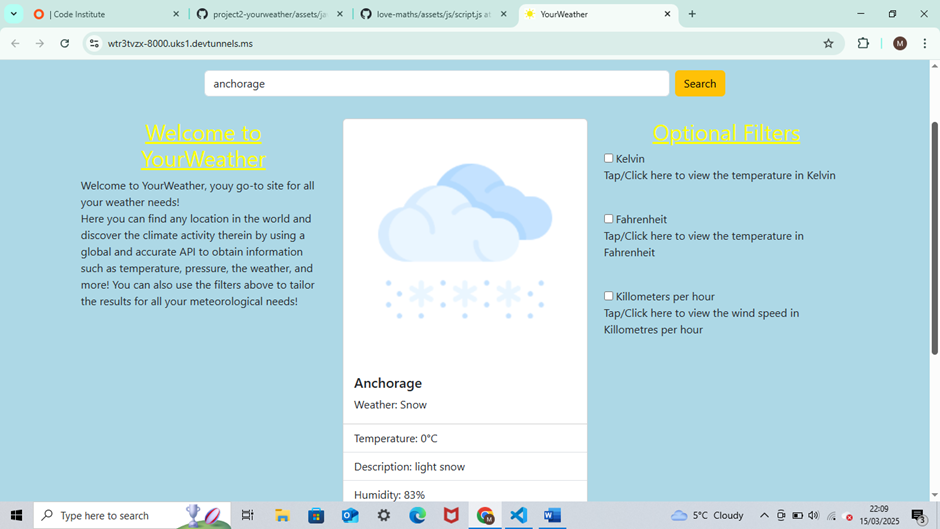 | Code Institute
project2-yourweather/assets/ja
love-maths/assets/js/script.js at
YourWeather
wtr3tvzx-8000.uks1.devtunnels.ms
M
anchorage
Search
Welcome to
YourWeather
Welcome to YourWeather, youy go-to site for all
your weather needs!
Here you can find any location in the world and
discover the climate activity therein by using a
global and accurate API to obtain information
such as temperature, pressure, the weather, and
more! You can also use the filters above to tailor
the results for all your meteorological needs!
Anchorage
Weather: Snow
Temperature: 0°C
Description: light snow
Humidity: 83%
Optional Filters
Kelvin
Tap/Click here to view the temperature in Kelvin
Fahrenheit
Tap/Click here to view the temperature in
Fahrenheit
Killometers per hour
Tap/Click here to view the wind speed in
Killometres per hour
Type here to search
M
5°C Cloudy
22:09
15/03/2025
3